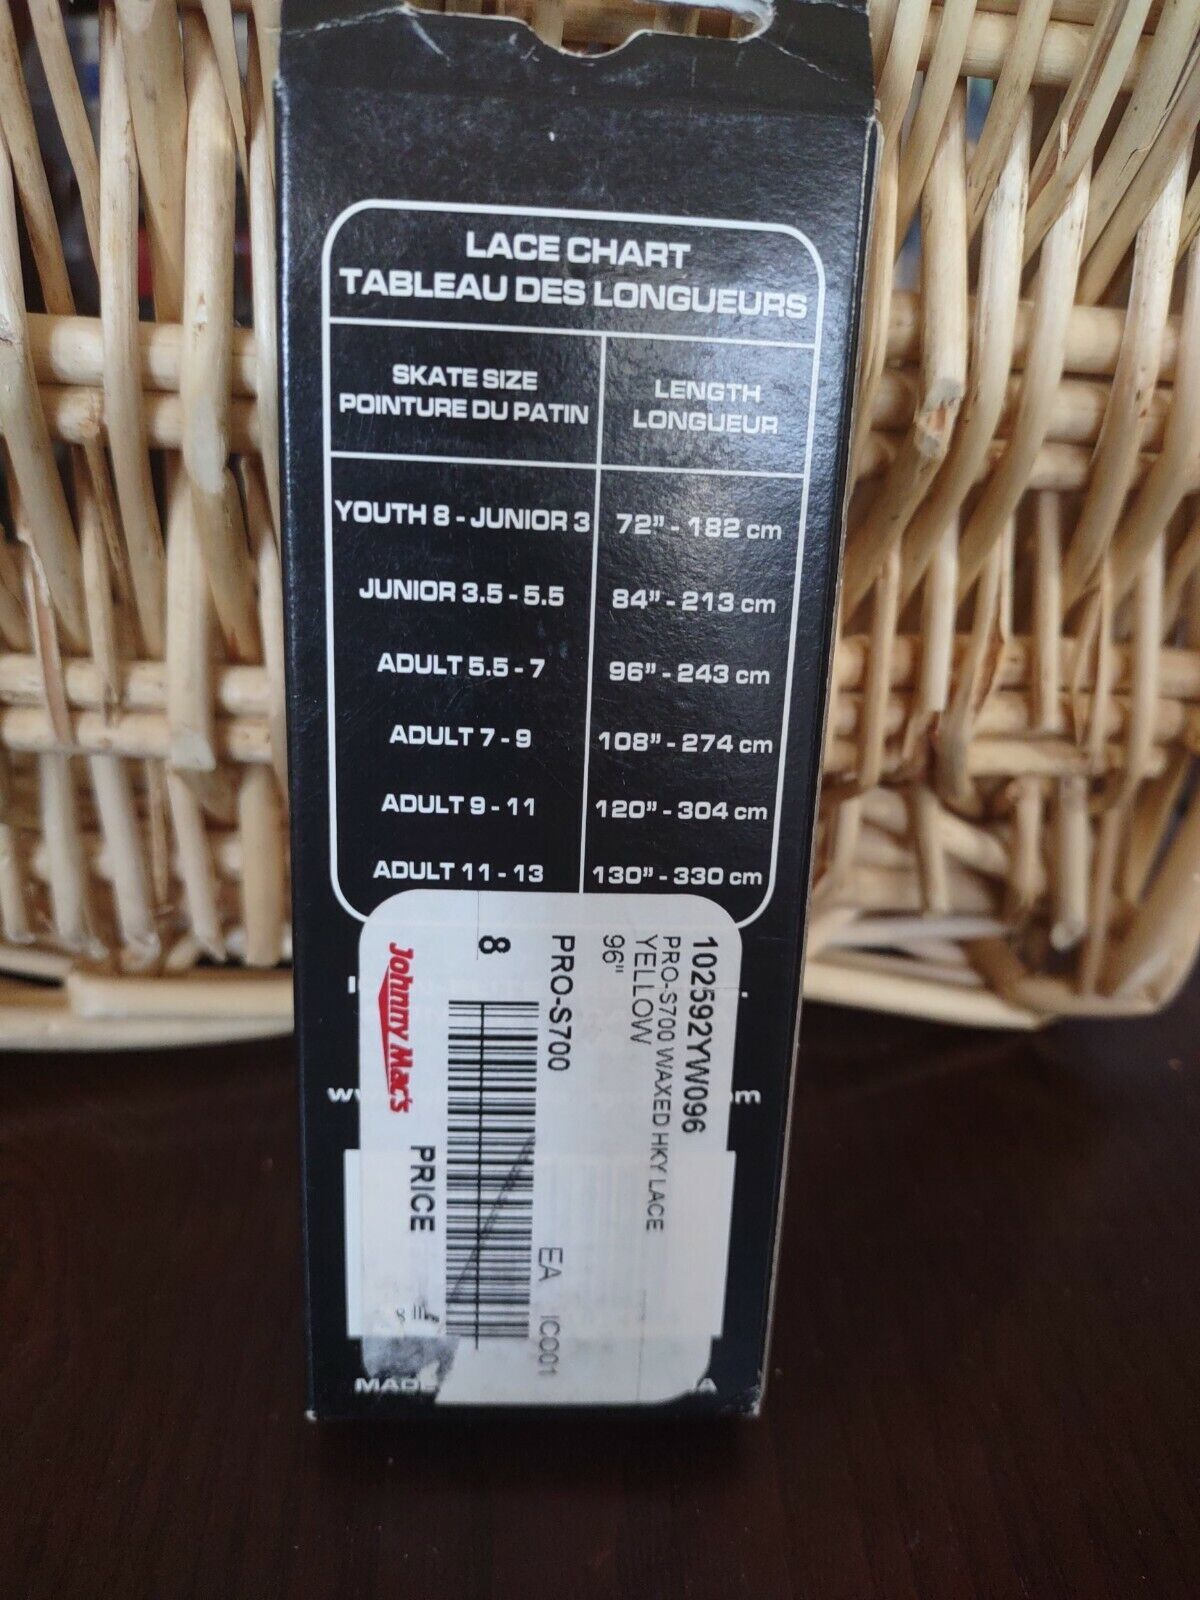 LACE CHART
TABLEAU DES LONGUEURS
SKATE SIZE
POINTURE DU PATIN
LENGTH
LONGUEUR
YOUTH 8 - JUNIOR 3 72" - 182 cm
JUNIOR 3.5 - 5.5 84" - 213 cm
ADULT 5.5 - 7 96" - 243 cm
ADULT 7 - 9 108" - 274 cm
ADULT 9 - 11 120" - 304 cm
ADULT 11 - 13 130" - 330 cm
102592YW096
PRO-S700 WAXED HKY LACE
YELLOW
96"
PRO-S700 EA ICO01
8
Johnny Mac's
PRICE